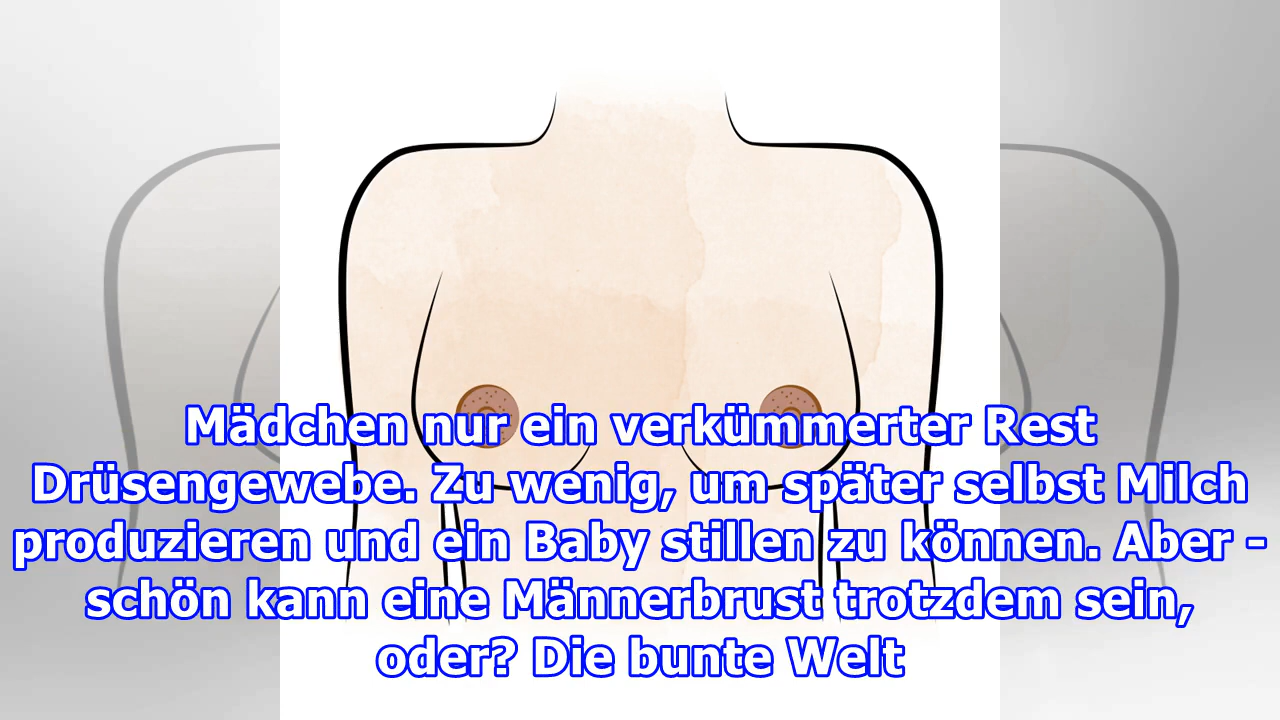 Mädchen nur ein verkümmerter Rest
Drüsengewebe. Zu wenig, um später selbst Milch
produzieren und ein Baby stillen zu können. Aber -
schön kann eine Männerbrust trotzdem sein,
oder? Die bunte Welt